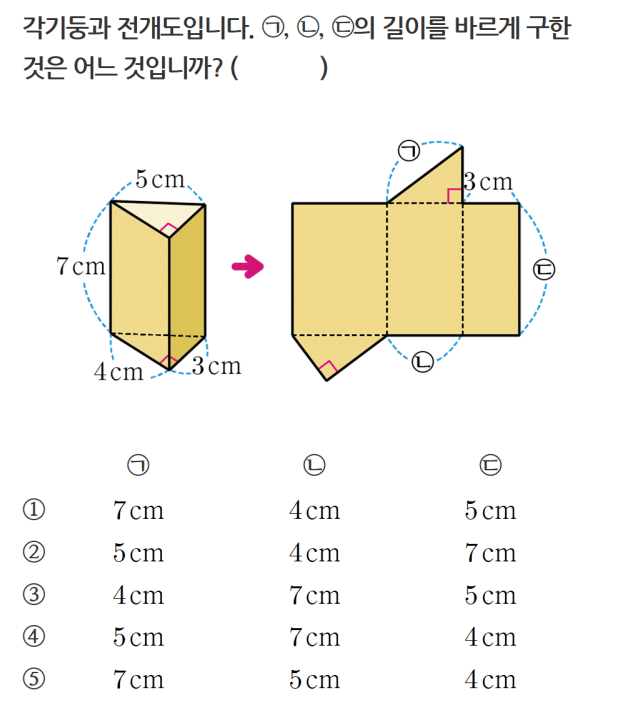 각기둥과 전개도입니다. ㉠, ㉡, ㉢의 길이를 바르게 구한
것은 어느 것입니까? ( )
㉠
5cm
3cm
7cm
㉢
4cm
3cm
㉡
㉠ ㉡ ㉢
① 7cm 4cm 5cm
② 5cm 4cm 7cm
③ 4cm 7cm 5cm
④ 5cm 7cm 4cm
⑤ 7cm 5cm 4cm